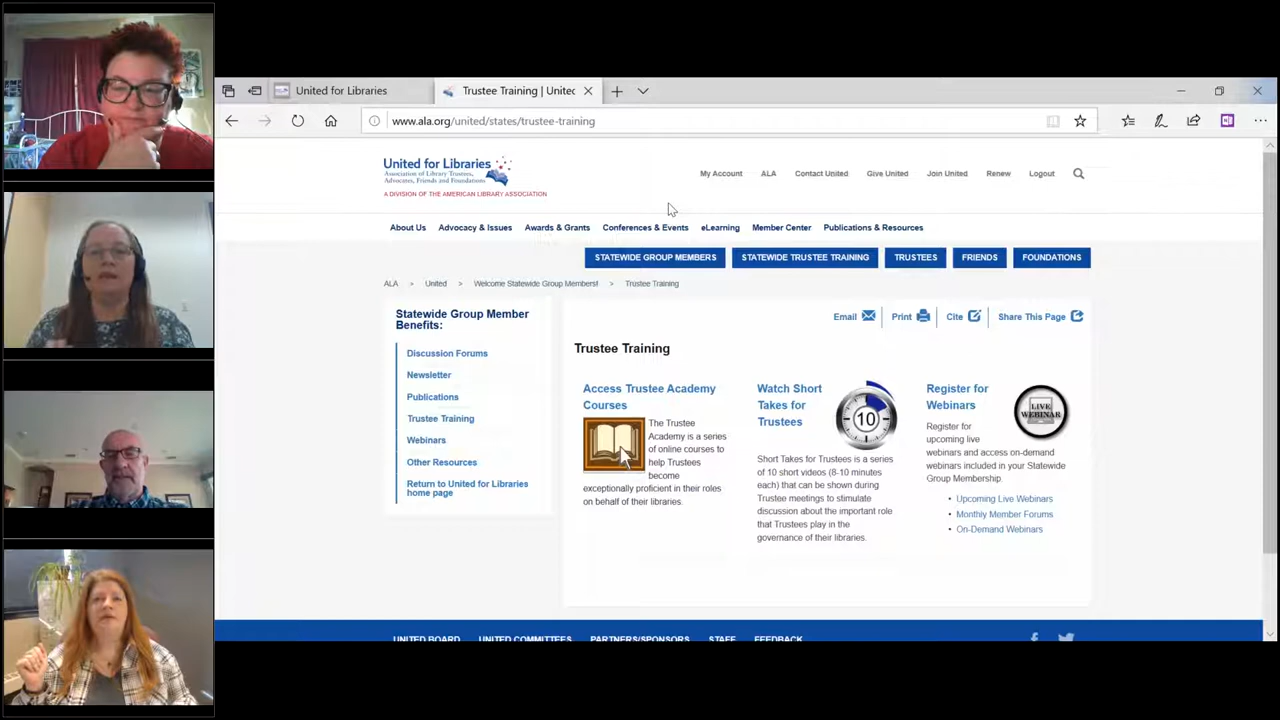 United for Libraries
Trustee Training | Unitec
www.ala.org/united/states/trustee-training
United for Libraries
Association of Library Trustees,
Advocates, Friends and Foundations
A DIVISION OF THE AMERICAN LIBRARY ASSOCIATION
My Account ALA Contact United Give United Join United Renew Logout
About Us Advocacy & Issues Awards & Grants Conferences & Events eLearning Member Center Publications & Resources
STATEWIDE GROUP MEMBERS STATEWIDE TRUSTEE TRAINING TRUSTEES FRIENDS FOUNDATIONS
ALA > United > Welcome Statewide Group Members! > Trustee Training
Statewide Group Member
Benefits:
Discussion Forums
Newsletter
Publications
Trustee Training
Webinars
Other Resources
Return to United for Libraries
home page
Email Print Cite Share This Page
Trustee Training
Access Trustee Academy
Courses
The Trustee
Academy is a series
of online courses to
help Trustees
become
exceptionally proficient in their roles
on behalf of their libraries.
Watch Short
Takes for
Trustees
10
Short Takes for Trustees is a series
of 10 short videos (8-10 minutes
each) that can be shown during
Trustee meetings to stimulate
discussion about the important role
that Trustees play in the
governance of their libraries.
Register for
Webinars
LIVE
WEBINAR
Register for
upcoming live
webinars and access on-demand
webinars included in your Statewide
Group Membership.
• Upcoming Live Webinars
• Monthly Member Forums
• On-Demand Webinars
UNITED BOARD UNITED COMMITTEES PARTNERS/SPONSORS STAFF FEEDBACK